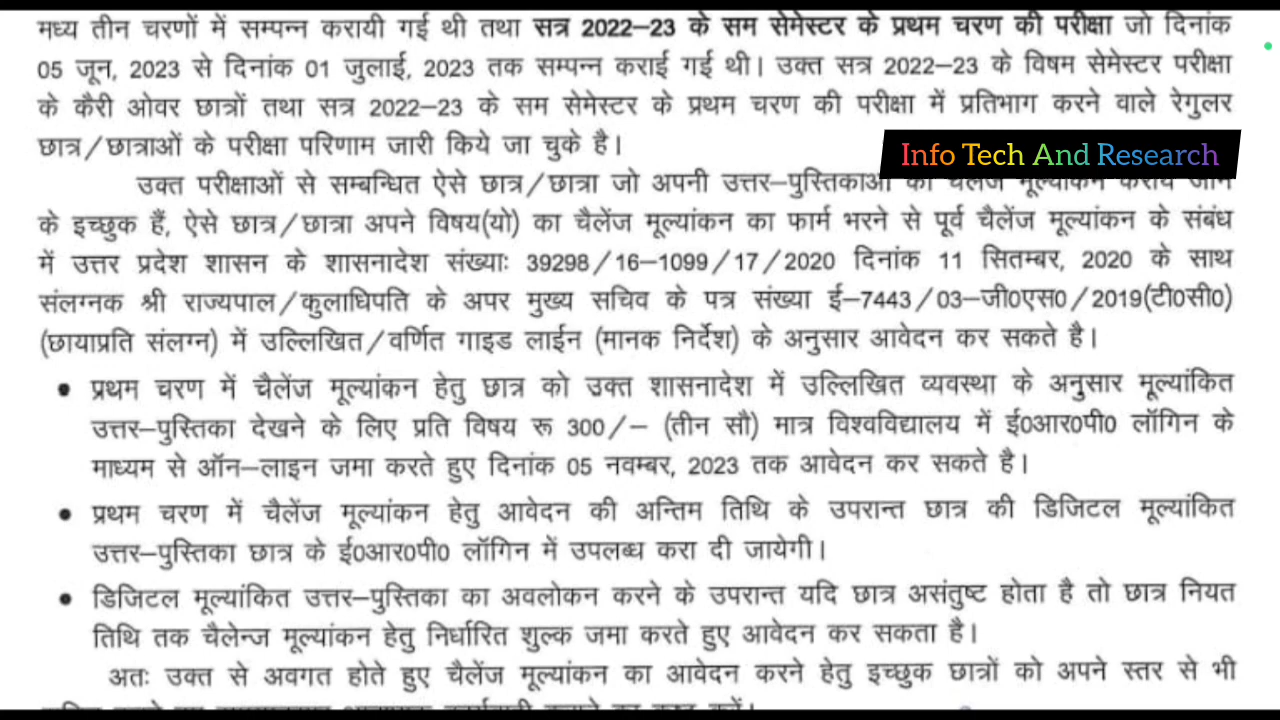 मध्य तीन चरणों में सम्पन्न करायी गई थी तथा सत्र 2022–23 के सम सेमेस्टर के प्रथम चरण की परीक्षा जो दिनांक
05 जून, 2023 से दिनांक 01 जुलाई, 2023 तक सम्पन्न कराई गई थी। उक्त सत्र 2022–23 के विषम सेमेस्टर परीक्षा
के कैरी ओवर छात्रों तथा सत्र 2022–23 के सम सेमेस्टर के प्रथम चरण की परीक्षा में प्रतिभाग करने वाले रेगुलर
छात्र/छात्राओं के परीक्षा परिणाम जारी किये जा चुके है।
Info Tech And Research
उक्त परीक्षाओं से सम्बन्धित ऐसे छात्र/छात्रा जो अपनी उत्तर–पुस्तिकाओं का चैलेंज मूल्यांकन कराये जाने
के इच्छुक हैं, ऐसे छात्र/छात्रा अपने विषय(यो) का चैलेंज मूल्यांकन का फार्म भरने से पूर्व चैलेंज मूल्यांकन के संबंध
में उत्तर प्रदेश शासन के शासनादेश संख्याः 39298/16–1099/17/2020 दिनांक 11 सितम्बर, 2020 के साथ
संलग्नक श्री राज्यपाल/कुलाधिपति के अपर मुख्य सचिव के पत्र संख्या ई–7443/03–जी0एस0/2019(टी0सी0)
(छायाप्रति संलग्न) में उल्लिखित/वर्णित गाइड लाईन (मानक निर्देश) के अनुसार आवेदन कर सकते है।
• प्रथम चरण में चैलेंज मूल्यांकन हेतु छात्र को उक्त शासनादेश में उल्लिखित व्यवस्था के अनुसार मूल्यांकित
उत्तर–पुस्तिका देखने के लिए प्रति विषय रू 300/– (तीन सौ) मात्र विश्वविद्यालय में ई0आर0पी0 लॉगिन के
माध्यम से ऑन–लाइन जमा करते हुए दिनांक 05 नवम्बर, 2023 तक आवेदन कर सकते है।
• प्रथम चरण में चैलेंज मूल्यांकन हेतु आवेदन की अन्तिम तिथि के उपरान्त छात्र की डिजिटल मूल्यांकित
उत्तर–पुस्तिका छात्र के ई0आर0पी0 लॉगिन में उपलब्ध करा दी जायेगी।
• डिजिटल मूल्यांकित उत्तर–पुस्तिका का अवलोकन करने के उपरान्त यदि छात्र असंतुष्ट होता है तो छात्र नियत
तिथि तक चैलेन्ज मूल्यांकन हेतु निर्धारित शुल्क जमा करते हुए आवेदन कर सकता है।
अतः उक्त से अवगत होते हुए चैलेंज मूल्यांकन का आवेदन करने हेतु इच्छुक छात्रों को अपने स्तर से भी